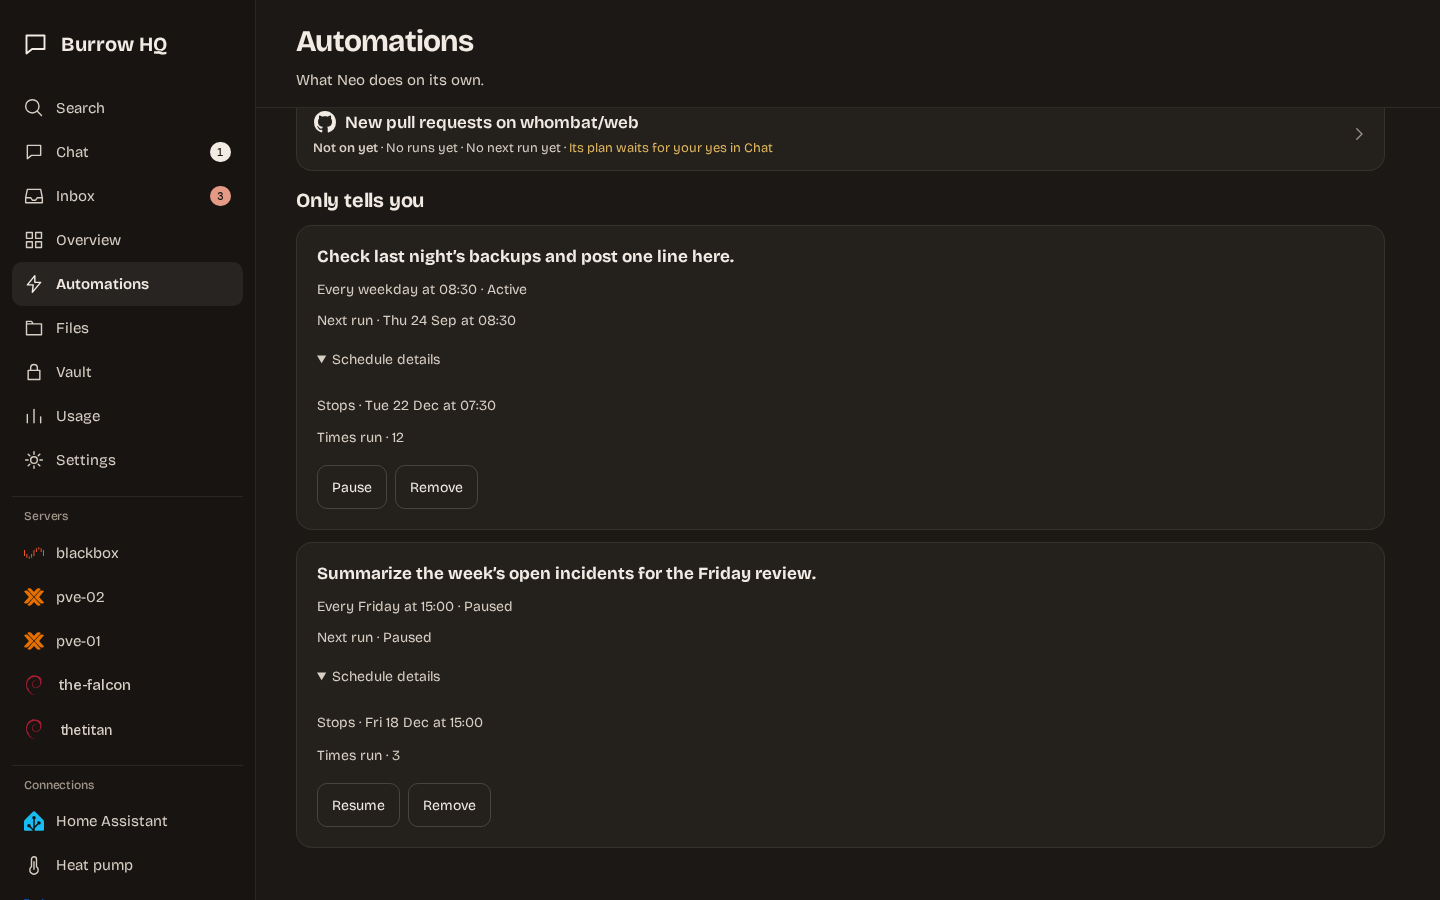 Burrow HQ
Search
Chat
1
Inbox
3
Overview
Automations
Files
Vault
Usage
Settings
Servers
blackbox
pve-02
pve-01
the-falcon
thetitan
Connections
Home Assistant
Heat pump
Automations
What Neo does on its own.
New pull requests on whombat/web
Not on yet · No runs yet · No next run yet · Its plan waits for your yes in Chat
Only tells you
Check last night’s backups and post one line here.
Every weekday at 08:30 · Active
Next run · Thu 24 Sep at 08:30
▼ Schedule details
Stops · Tue 22 Dec at 07:30
Times run · 12
Pause
Remove
Summarize the week’s open incidents for the Friday review.
Every Friday at 15:00 · Paused
Next run · Paused
▼ Schedule details
Stops · Fri 18 Dec at 15:00
Times run · 3
Resume
Remove